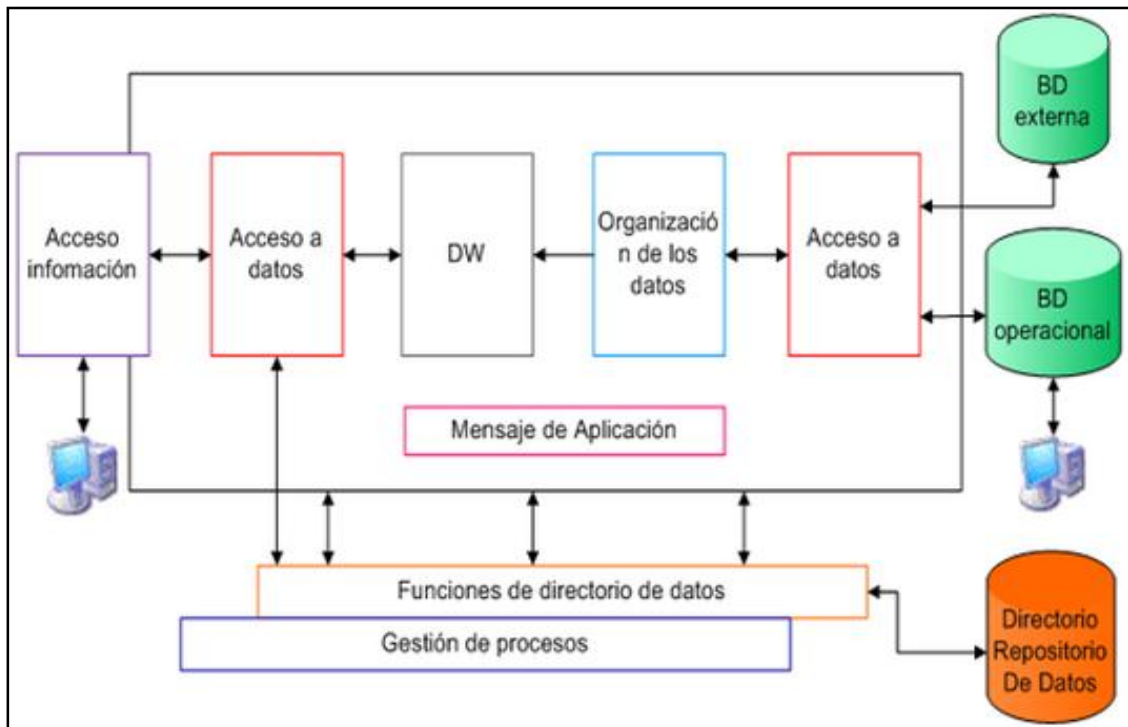 BD
externa
Acceso
infomación
Acceso a
datos
DW
Organizació
n de los
datos
Acceso a
datos
BD
operacional
Mensaje de Aplicación
Funciones de directorio de datos
Gestión de procesos
Directorio
Repositorio
De Datos